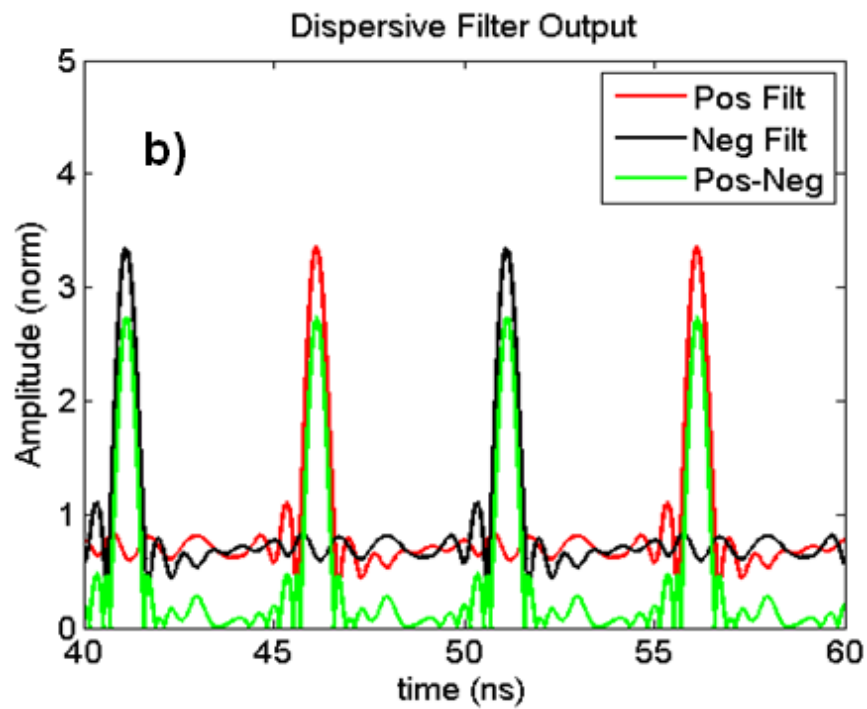 Dispersive Filter Output
5
4
3
2
1
0
Amplitude (norm)
b)
Pos Filt
Neg Filt
Pos-Neg
40 45 50 55 60
time (ns)